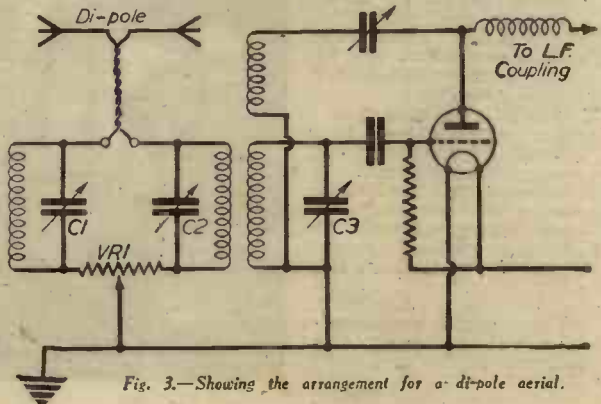 Di-pole
To L.F.
Coupling
C1
C2
C3
VR1
Fig. 3.—Showing the arrangement for a di-pole aerial.